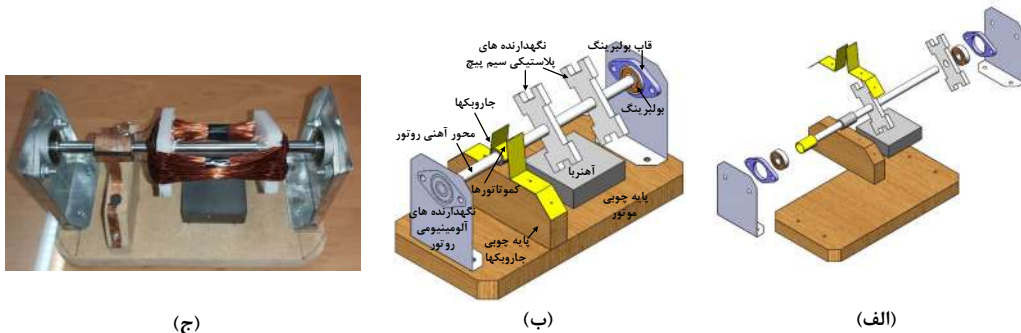 نگهدارنده های
پلاستیکی سیم پیچ
قاب بولبرینگ
بولبرینگ
جاروبکها
محور آهنی روتور
آهنربا
کموتاتورها
پایه چوبی
موتور
نگهدارنده های
آلومینیومی
روتور
پایه چوبی
جاروبکها
(الف)
(ب)
(ج)